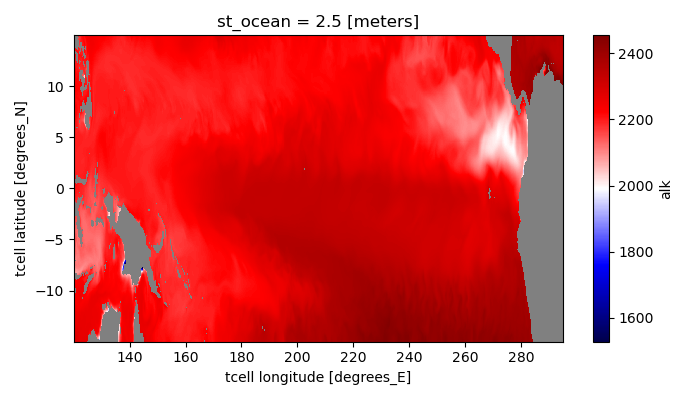 st_ocean = 2.5 [meters]
tcell latitude [degrees_N]
10
5
0
−5
−10
140 160 180 200 220 240 260 280
tcell longitude [degrees_E]
2400
2200
2000
1800
1600
alk